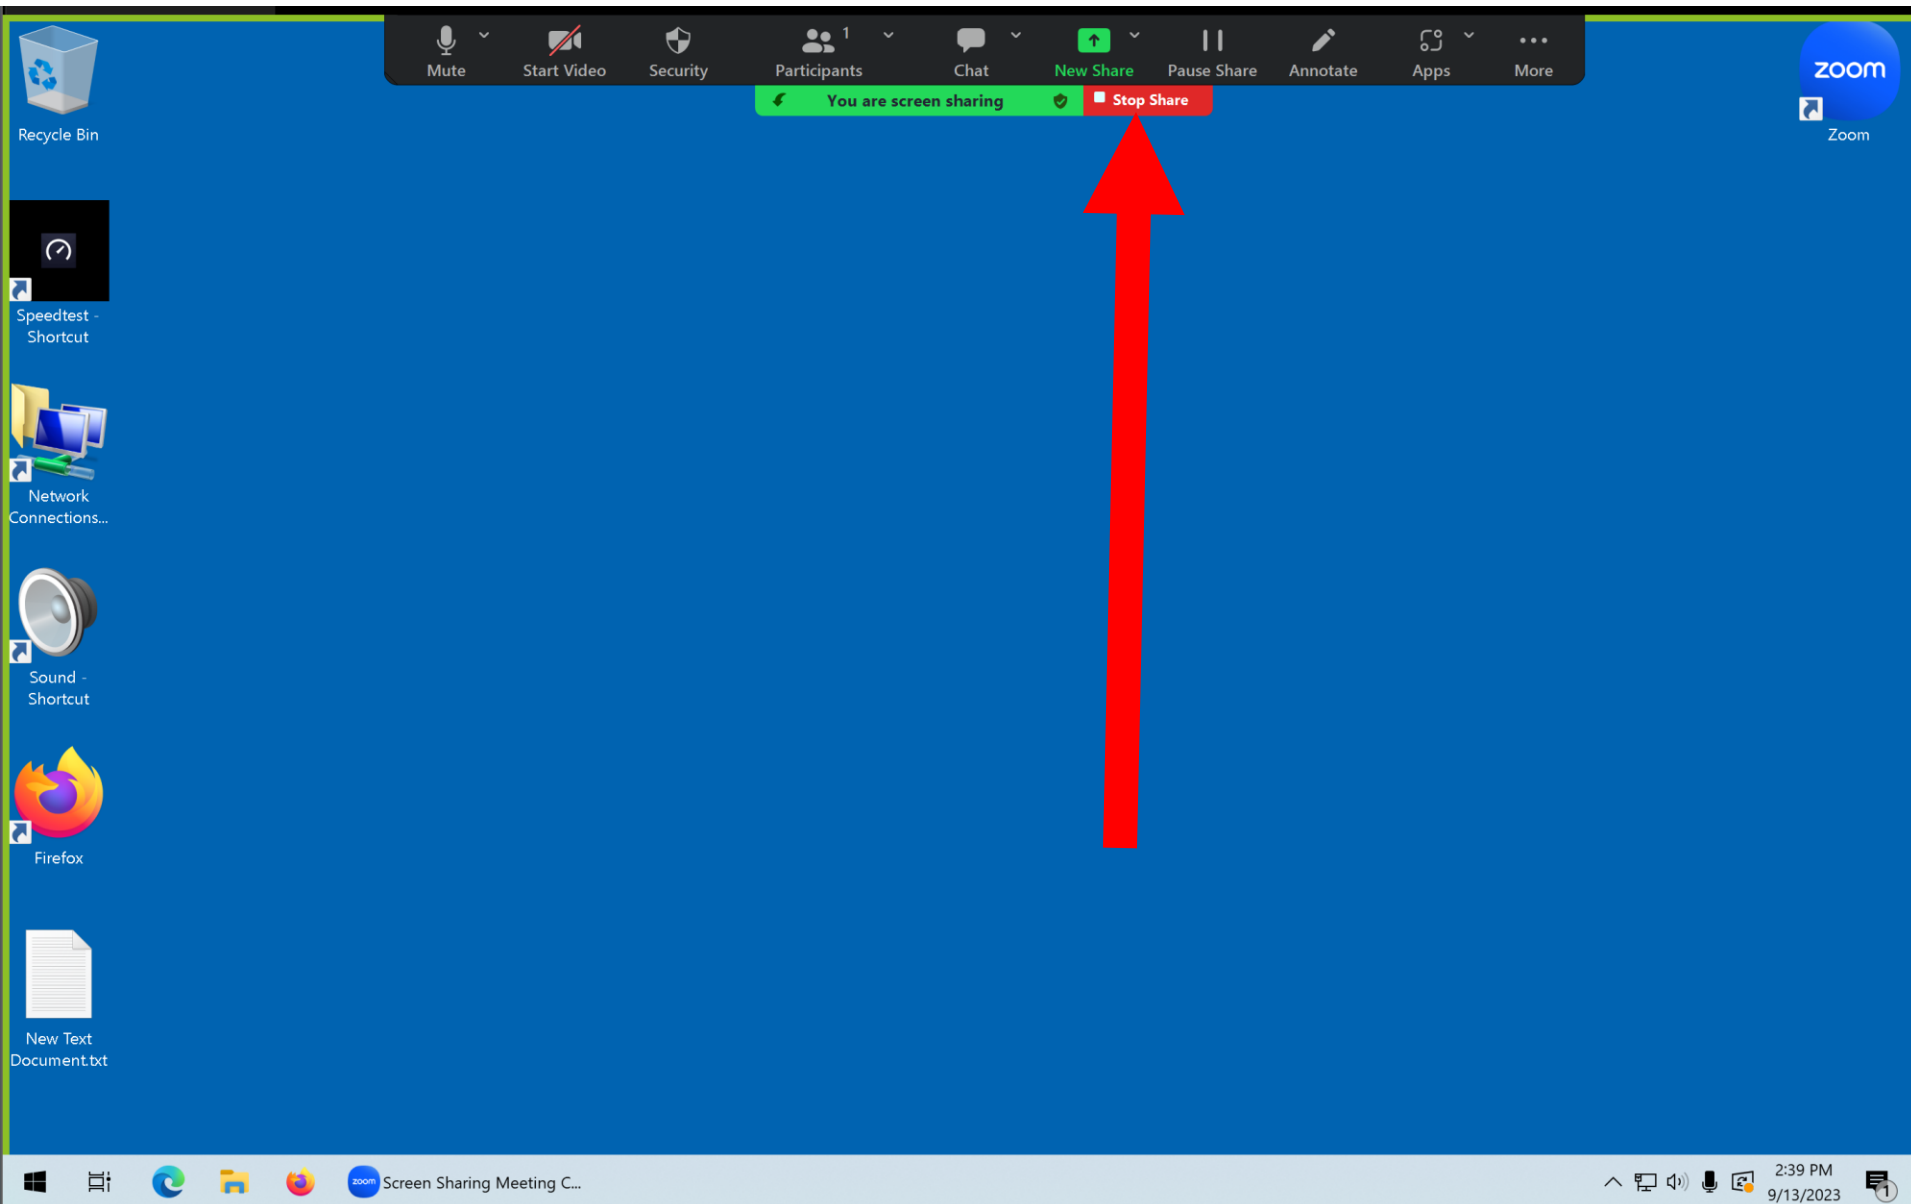 Mute
Start Video
Security
Participants
1
Chat
New Share
Pause Share
Annotate
Apps
More
You are screen sharing
Stop Share
Recycle Bin
zoom
Zoom
Speedtest -
Shortcut
Network
Connections...
Sound -
Shortcut
Firefox
New Text
Document.txt
zoom
Screen Sharing Meeting C...
2:39 PM
9/13/2023
1